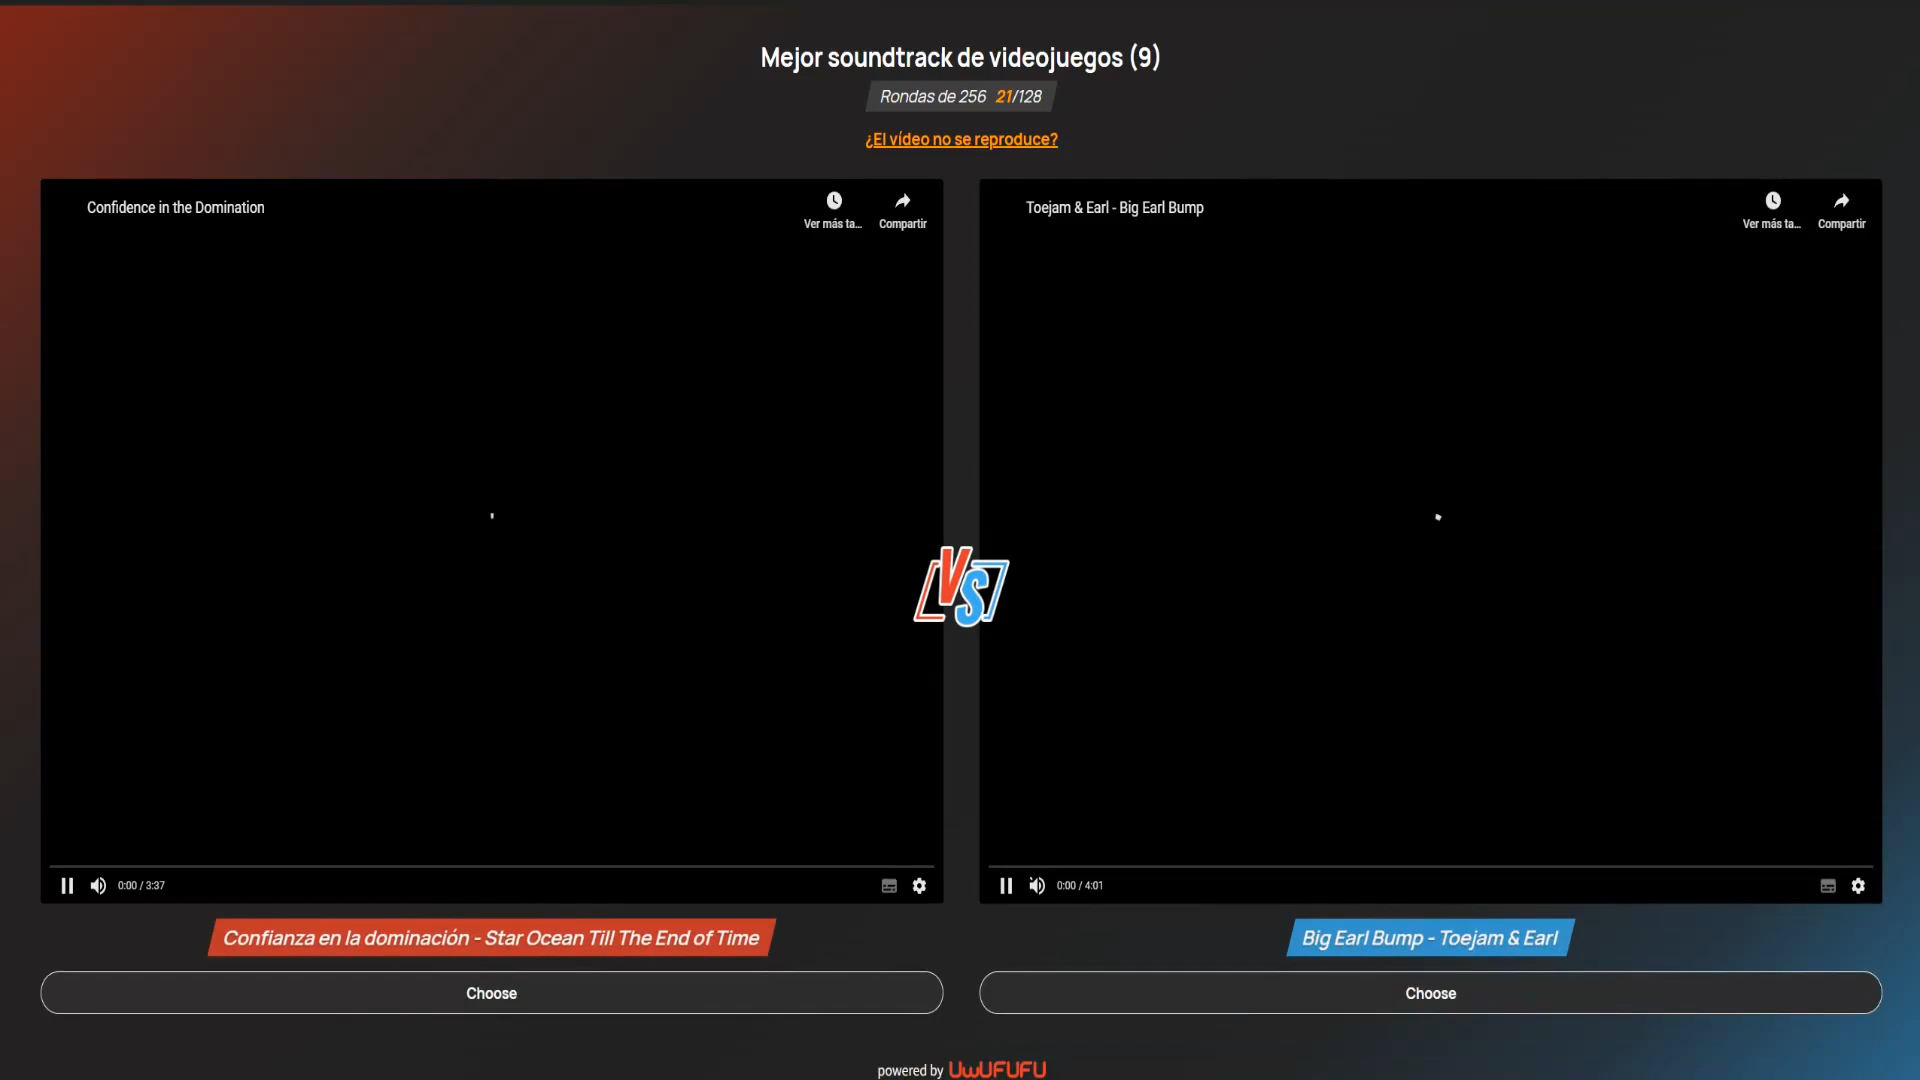 Mejor soundtrack de videojuegos (9)
Rondas de 256 21/128
¿El vídeo no se reproduce?
Confidence in the Domination
Ver más ta...
Compartir
Toejam & Earl - Big Earl Bump
Ver más ta...
Compartir
VS
0:00 / 3:37
0:00 / 4:01
Confianza en la dominación - Star Ocean Till The End of Time
Big Earl Bump - Toejam & Earl
Choose
Choose
powered by UwUFUFU